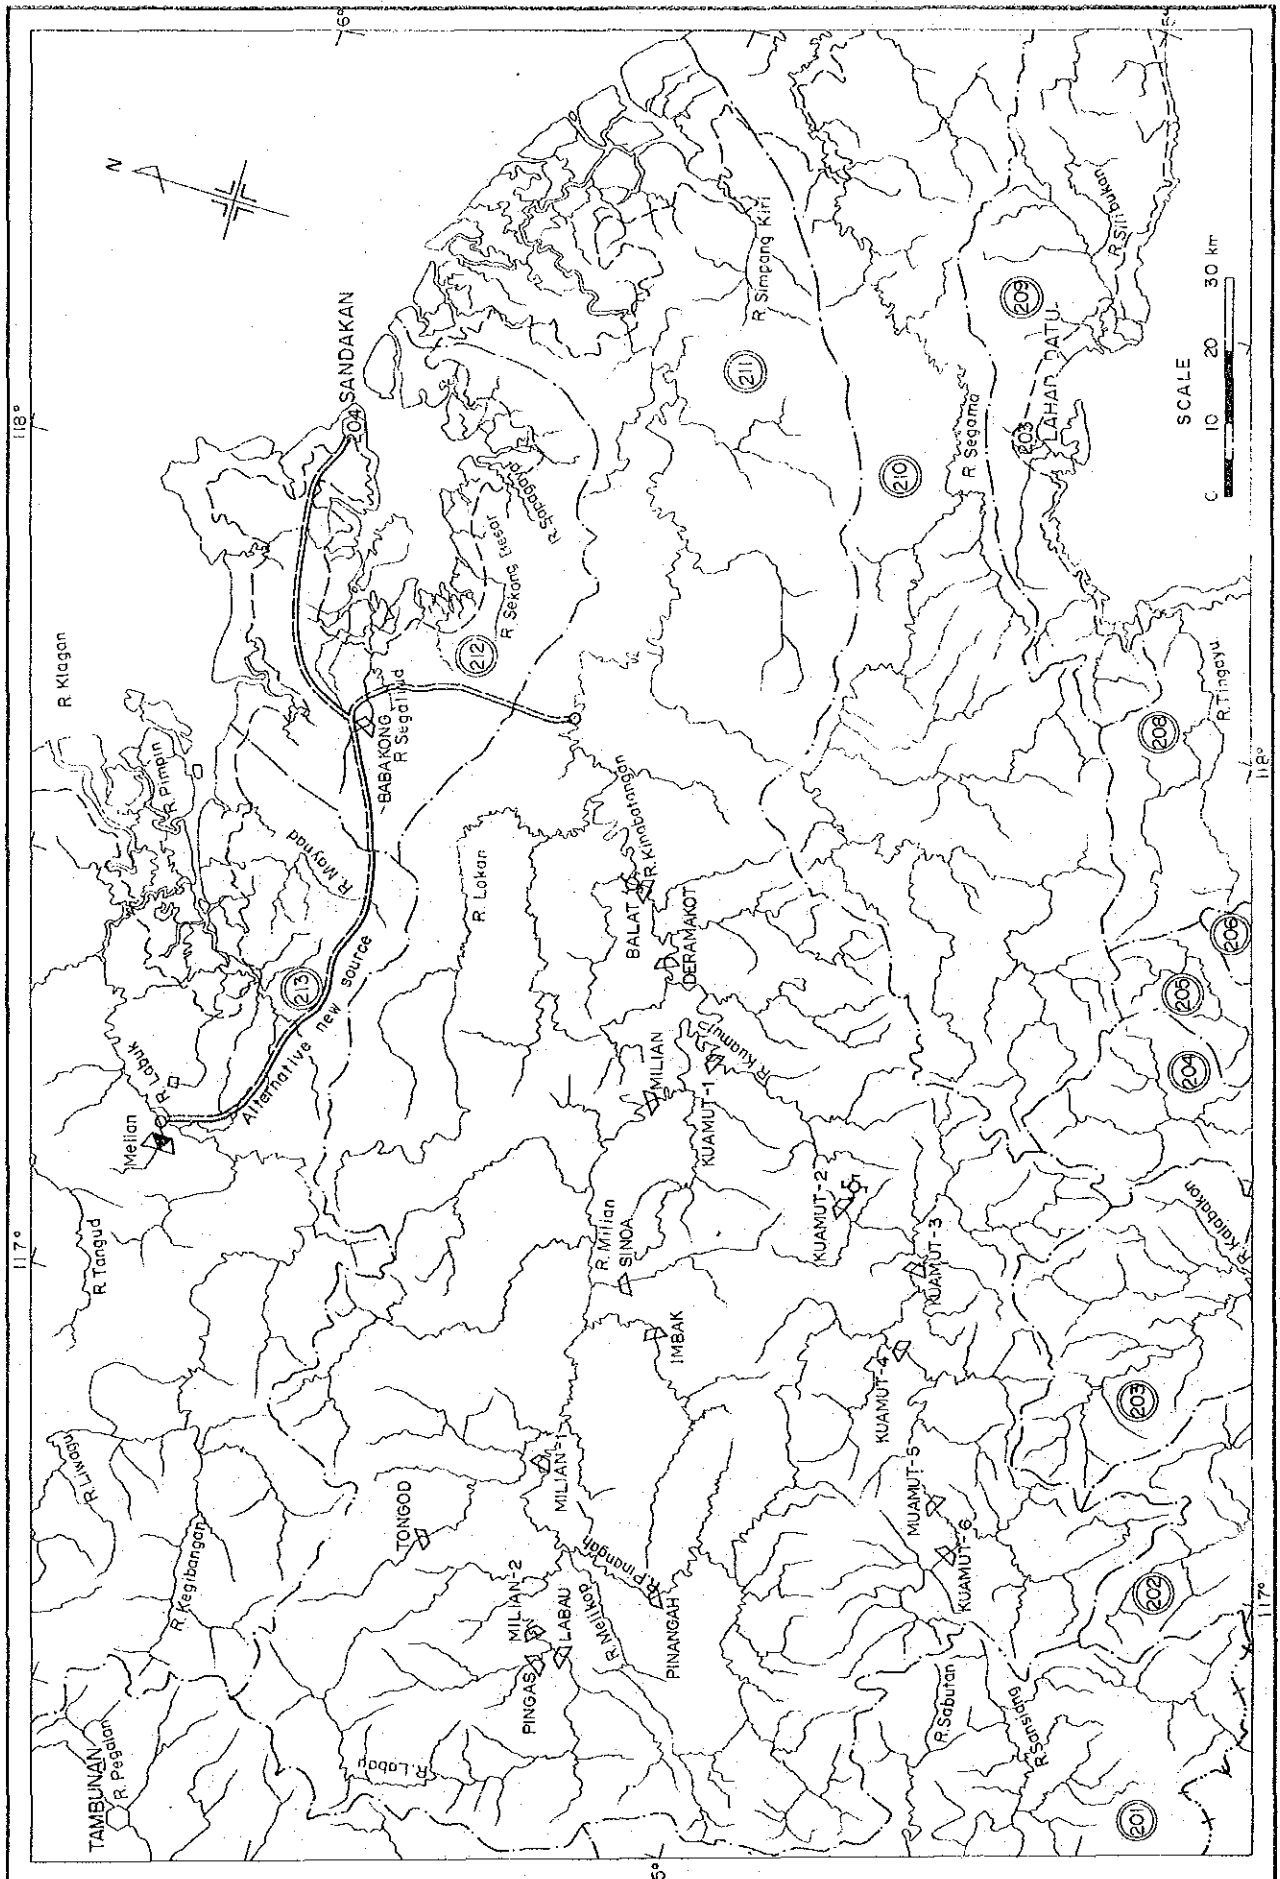 118°
117°
6°
5°
N
R. Klagan
R. Pimpin
R. Maynad
213
R. Labuk
Melian
Alternative new source
R. Tangud
R. Liwagu
R. Kegibangan
TAMBUNAN
R. Pegalan
SANDAKAN
BABAKONG
R. Segaliud
212
R. Sekong Besar
R. Sapagaya
R. Lokan
R. Kinabatangan
BALAT
DERAMAKOT
R. Kuamut
MILIAN
KUAMUT-1
R. Milian
SINOA
IMBAK
TONGOD
MILIAN-1
MILIAN-2
PINGAS
LABAU
R. Melikop
R. Pinangah
PINANGAH
R. Labau
R. Simpang Kiri
211
210
R. Segama
209
203
LAHAD DATU
R. Silibukan
SCALE
0 10 20 30 km
208
R. Tingayu
118°
206
205
204
R. Kalabakan
KUAMUT-2
KUAMUT-3
KUAMUT-4
MUAMUT-5
KUAMUT-6
203
202
117°
R. Sabutan
R. Sansiang
201
5°